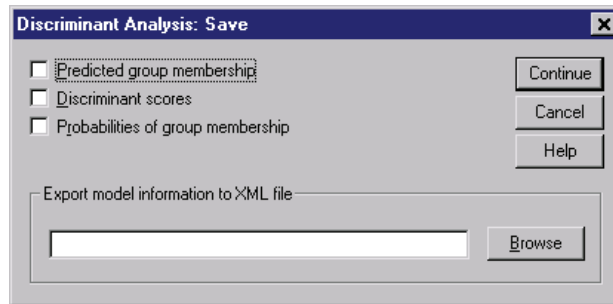 Discriminant Analysis: Save
Predicted group membership
Discriminant scores
Probabilities of group membership
Continue
Cancel
Help
Export model information to XML file
Browse